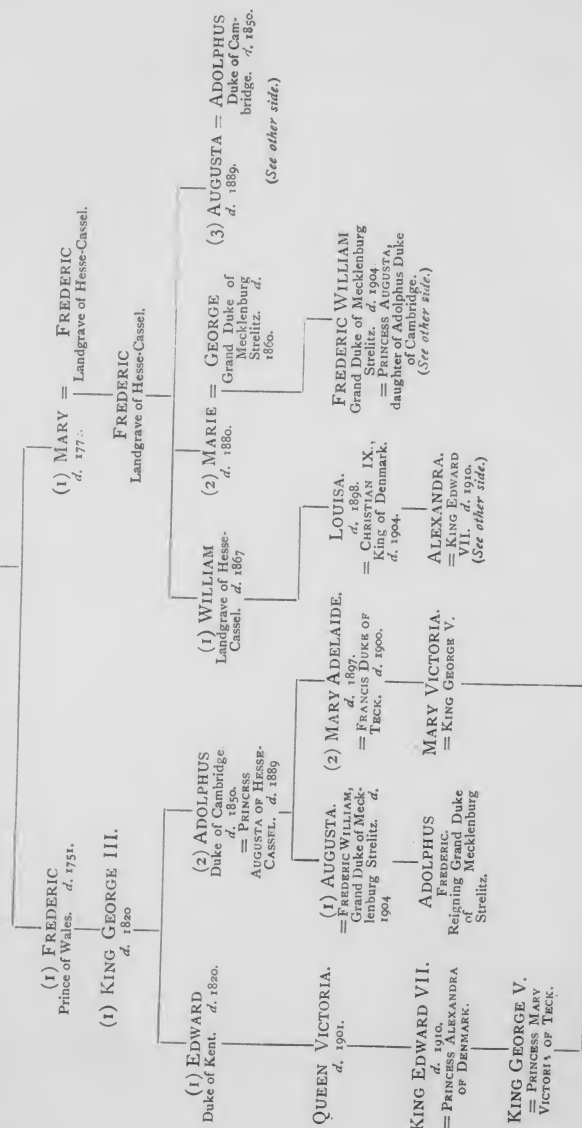 (1) FREDERIC
Prince of Wales. d. 1751.
(1) MARY = FREDERIC
d. 177
Landgrave of Hesse-Cassel.
(1) KING GEORGE III.
d. 1820
FREDERIC
Landgrave of Hesse-Cassel.
(1) EDWARD
Duke of Kent. d. 1820.
(2) ADOLPHUS
Duke of Cambridge
d. 1850.
= PRINCESS
AUGUSTA OF HESSE-
CASSEL. d. 1889
(1) WILLIAM
Landgrave of Hesse-
Cassel. d. 1867
(2) MARIE = GEORGE
d. 1880.
Grand Duke of
Mecklenburg
Strelitz. d.
1860.
(3) AUGUSTA = ADOLPHUS
d. 1889.
Duke of Cam-
bridge. d. 1850.
(See other side.)
QUEEN VICTORIA.
d. 1901.
(1) AUGUSTA.
= FREDERIC WILLIAM,
Grand Duke of Meck-
lenburg Strelitz. d.
1904
(2) MARY ADELAIDE.
d. 1897.
= FRANCIS DUKE OF
TECK. d. 1900.
LOUISA.
d. 1898.
= CHRISTIAN IX.,
King of Denmark.
d. 1904.
FREDERIC WILLIAM
Grand Duke of Mecklenburg
Strelitz. d. 1904
= PRINCESS AUGUSTA,
daughter of Adolphus Duke
of Cambridge.
(See other side.)
KING EDWARD VII.
d. 1910.
= PRINCESS ALEXANDRA
OF DENMARK.
ADOLPHUS
FREDERIC.
Reigning Grand Duke
of Mecklenburg
Strelitz.
MARY VICTORIA.
= KING GEORGE V.
ALEXANDRA.
= KING EDWARD
VII. d. 1910.
(See other side.)
KING GEORGE V.
= PRINCESS MARY
VICTORIA OF TECK.